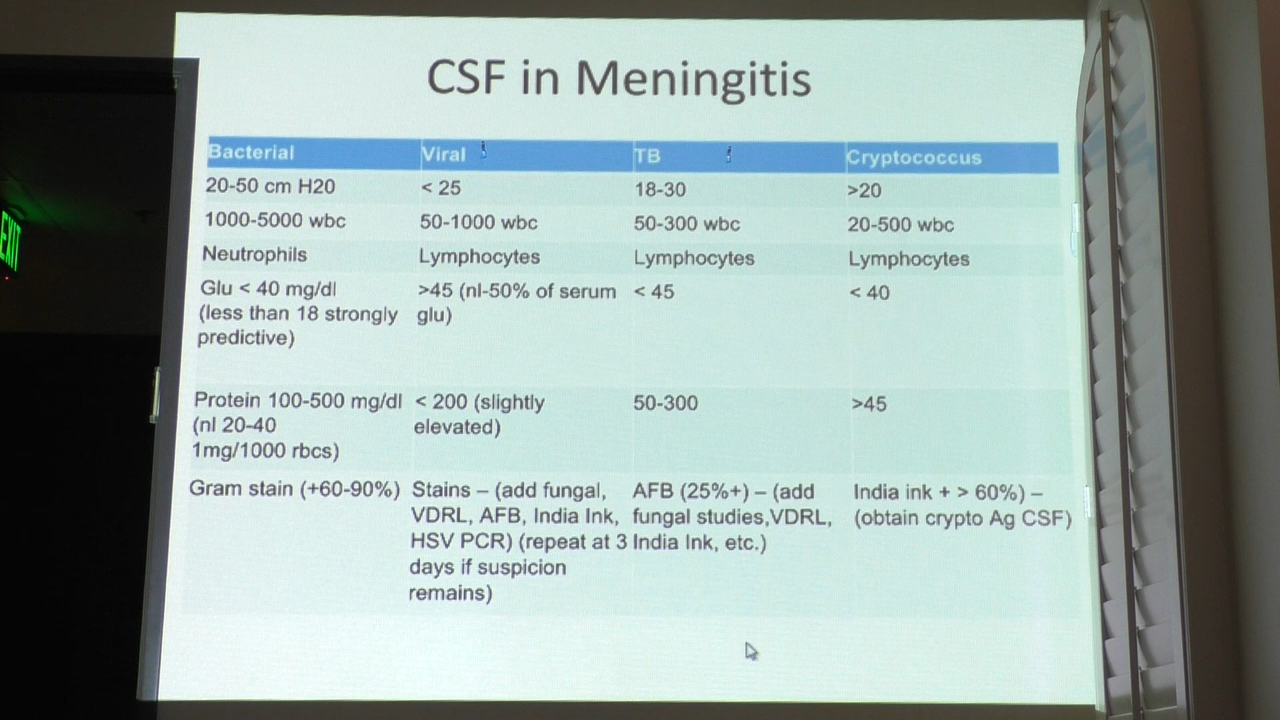 CSF in Meningitis
Bacterial
Viral
TB
Cryptococcus
20-50 cm H20
< 25
18-30
>20
1000-5000 wbc
50-1000 wbc
50-300 wbc
20-500 wbc
Neutrophils
Lymphocytes
Lymphocytes
Lymphocytes
Glu < 40 mg/dl
(less than 18 strongly
predictive)
>45 (nl-50% of serum
glu)
< 45
< 40
Protein 100-500 mg/dl
(nl 20-40
1mg/1000 rbcs)
< 200 (slightly
elevated)
50-300
>45
Gram stain (+60-90%)
Stains – (add fungal,
VDRL, AFB, India Ink,
HSV PCR) (repeat at 3
days if suspicion
remains)
AFB (25%+) – (add
fungal studies,VDRL,
India Ink, etc.)
India ink + > 60%) –
(obtain crypto Ag CSF)
EXIT